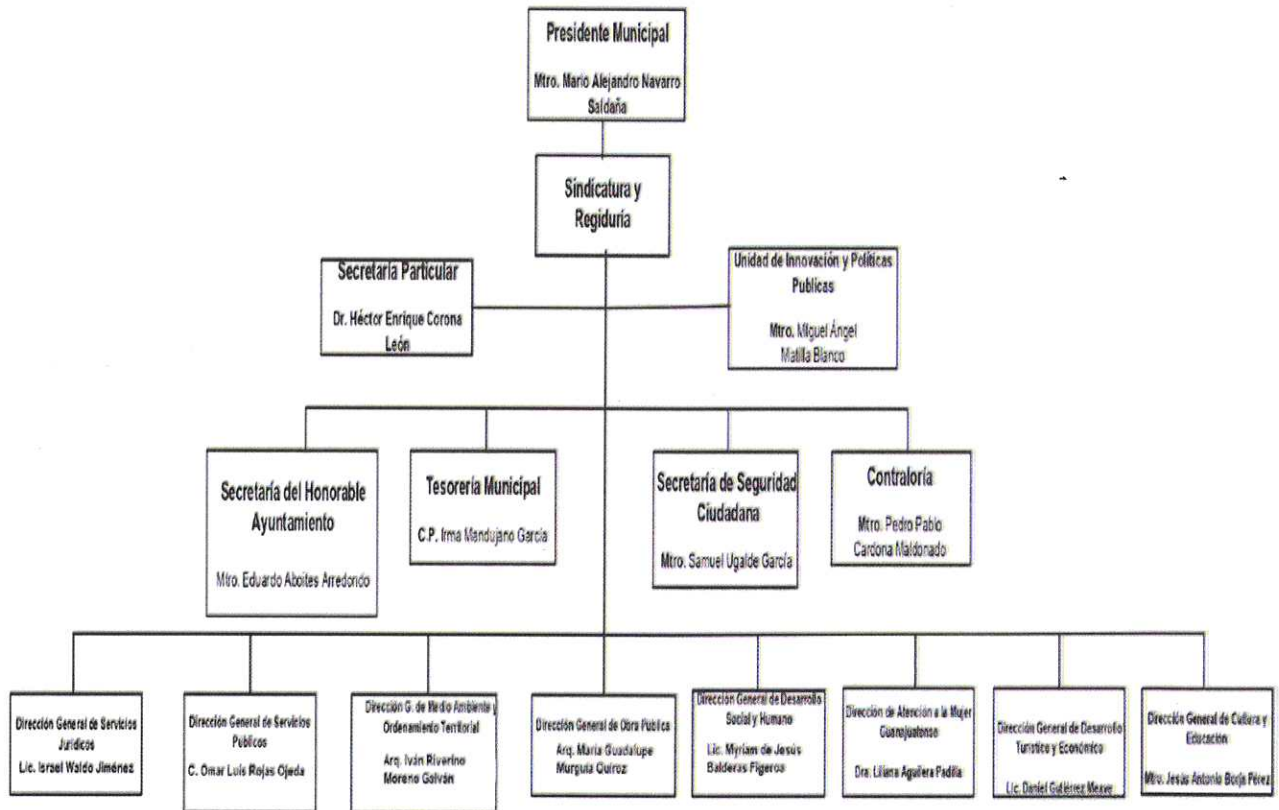 Presidente Municipal
Mtro. Mario Alejandro Navarro
Saldaña
Sindicatura y
Regiduría
Secretaría Particular
Dr. Héctor Enrique Corona
León
Unidad de Innovación y Políticas
Publicas
Mtro. Miguel Ángel
Matilla Blanco
Secretaría del Honorable
Ayuntamiento
Mtro. Eduardo Aboites Arredondo
Tesorería Municipal
C.P. Irma Mandujano García
Secretaría de Seguridad
Ciudadana
Mtro. Samuel Ugalde García
Contraloría
Mtro. Pedro Pablo
Cardona Maldonado
Dirección General de Servicios
Jurídicos
Lic. Israel Waldo Jiménez
Dirección General de Servicios
Públicos
C. Omar Luis Rojas Ojeda
Dirección G. de Medio Ambiente y
Ordenamiento Territorial
Arq. Iván Riverino
Moreno Galván
Dirección General de Obra Pública
Arq. María Guadalupe
Murguía Quiroz
Dirección General de Desarrollo
Social y Humano
Lic. Myriam de Jesús
Balderas Figeroa
Dirección de Atención a la Mujer
Guanajuatense
Dra. Liliana Aguilera Padilla
Dirección General de Desarrollo
Turístico y Económico
Lic. Daniel Gutiérrez Meave
Dirección General de Cultura y
Educación
Mtro. Jesús Antonio Borja Pérez